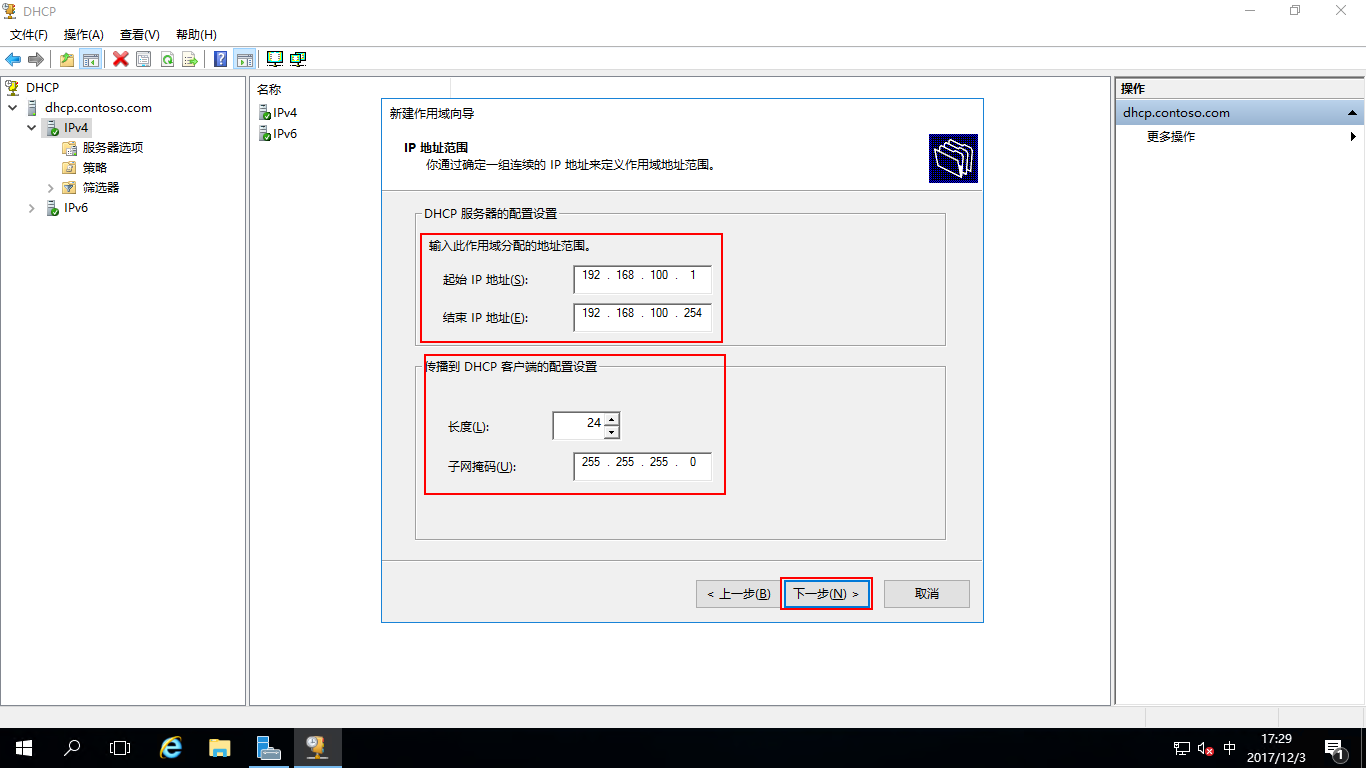 DHCP
文件(F) 操作(A) 查看(V) 帮助(H)
DHCP
dhcp.contoso.com
IPv4
服务器选项
策略
筛选器
IPv6
名称
IPv4
IPv6
新建作用域向导
IP 地址范围
你通过确定一组连续的 IP 地址来定义作用域地址范围。
DHCP 服务器的配置设置
输入此作用域分配的地址范围。
起始 IP 地址(S): 192 . 168 . 100 . 1
结束 IP 地址(E): 192 . 168 . 100 . 254
传播到 DHCP 客户端的配置设置
长度(L): 24
子网掩码(U): 255 . 255 . 255 . 0
< 上一步(B) 下一步(N) > 取消
操作
dhcp.contoso.com
更多操作
中
17:29
2017/12/3
1